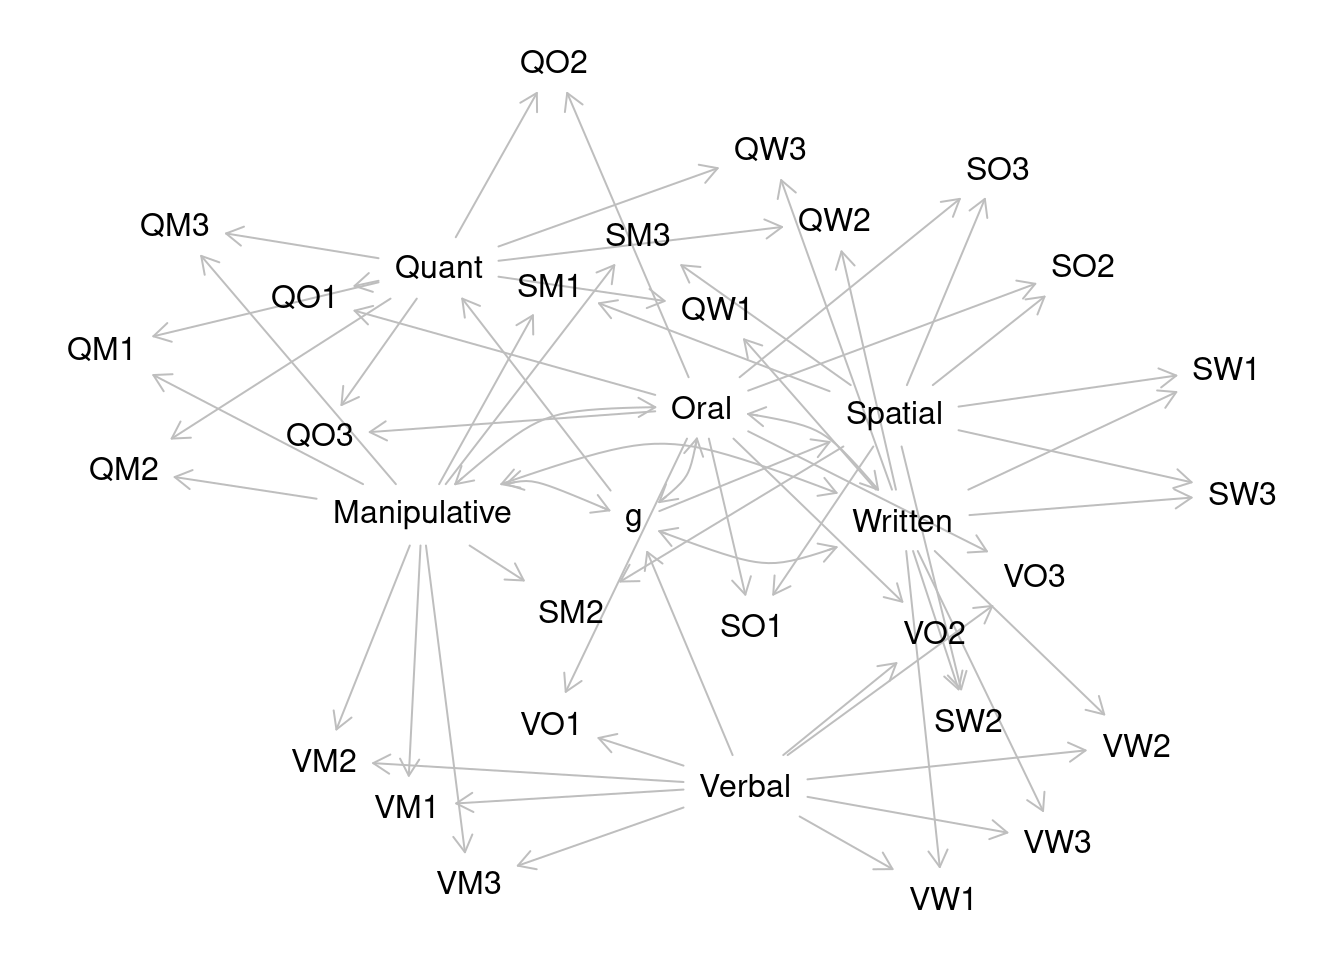 QO2
QW3
SO3
QM3
QW2
SM3
Quant
SO2
SM1
QO1
QW1
QM1
SW1
Oral
Spatial
QO3
QM2
SW3
Manipulative
g
Written
VO3
SM2
SO1
VO2
VO1
SW2
VW2
VM2
Verbal
VM1
VW3
VM3
VW1